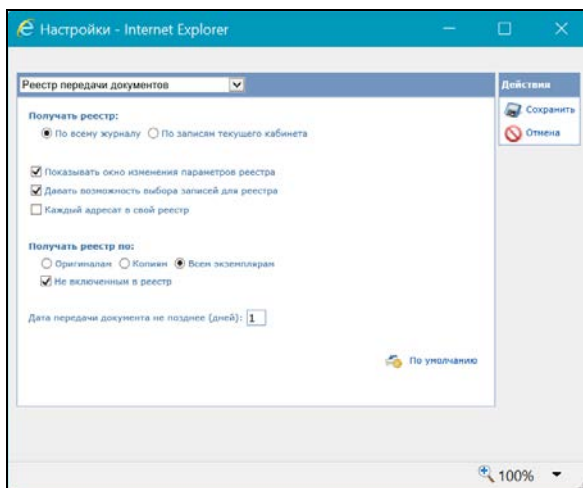 Настройки - Internet Explorer
Реестр передачи документов
Действия
Сохранить
Отмена
Получать реестр:
По всему журналу По записям текущего кабинета
Показывать окно изменения параметров реестра
Давать возможность выбора записей для реестра
Каждый адресат в свой реестр
Получать реестр по:
Оригиналам Копиям Всем экземплярам
Не включенным в реестр
Дата передачи документа не позднее (дней): 1
По умолчанию
100%